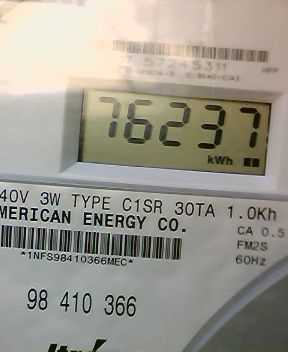 57245311
76237
kWh
40V 3W TYPE C1SR 30TA 1.0Kh
MERICAN ENERGY CO.
CA 0.5
FM2S
*1NFS98410366MEC*
60Hz
98 410 366